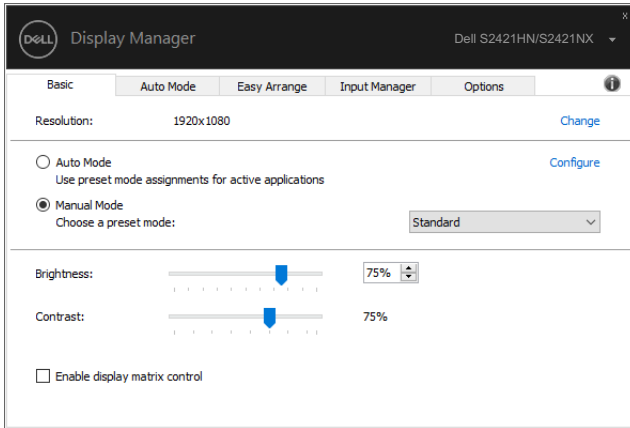 DELL Display Manager Dell S2421HN/S2421NX
x
Basic Auto Mode Easy Arrange Input Manager Options i
Resolution: 1920x1080 Change
Auto Mode Configure
Use preset mode assignments for active applications
Manual Mode
Choose a preset mode: Standard
Brightness: 75%
Contrast: 75%
Enable display matrix control